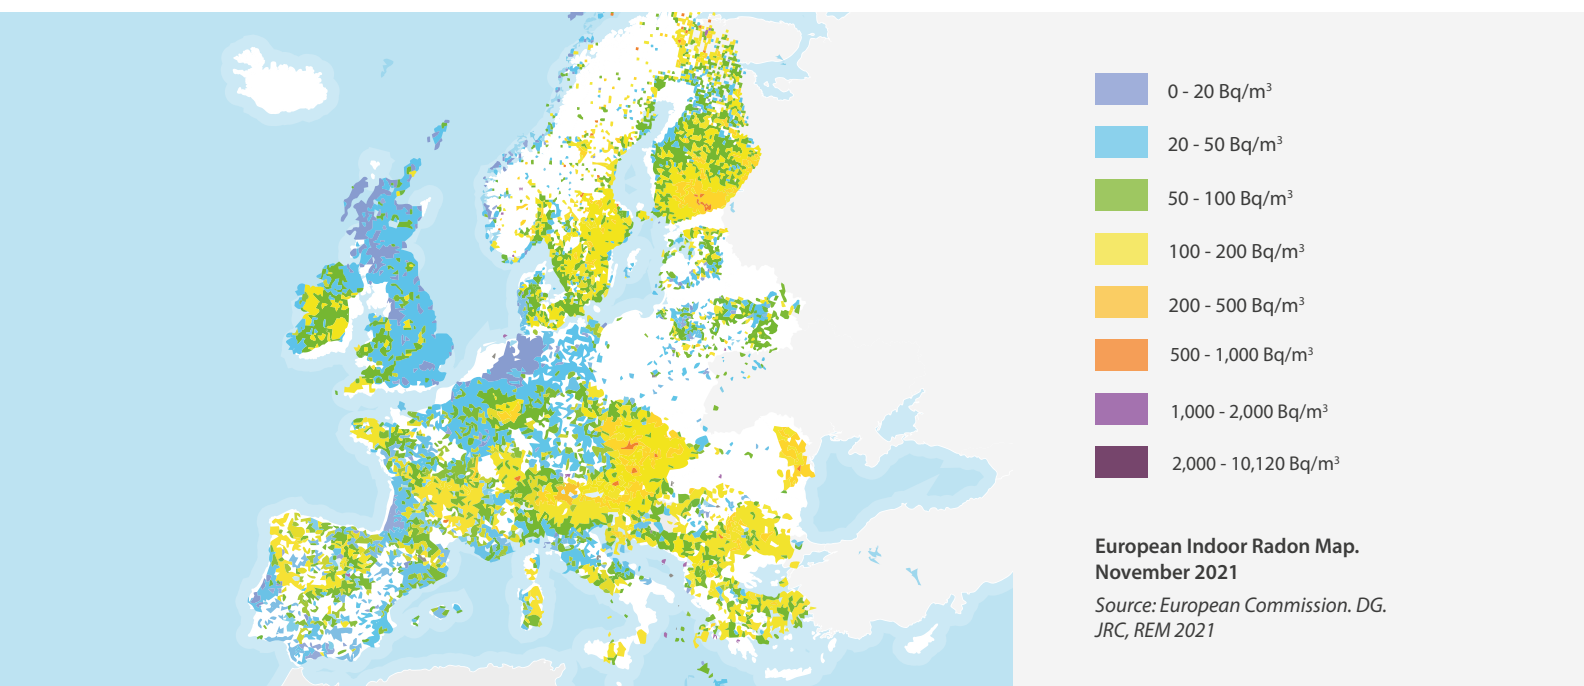 0 - 20 Bq/m³
20 - 50 Bq/m³
50 - 100 Bq/m³
100 - 200 Bq/m³
200 - 500 Bq/m³
500 - 1,000 Bq/m³
1,000 - 2,000 Bq/m³
2,000 - 10,120 Bq/m³
European Indoor Radon Map.
November 2021
Source: European Commission. DG.
JRC, REM 2021